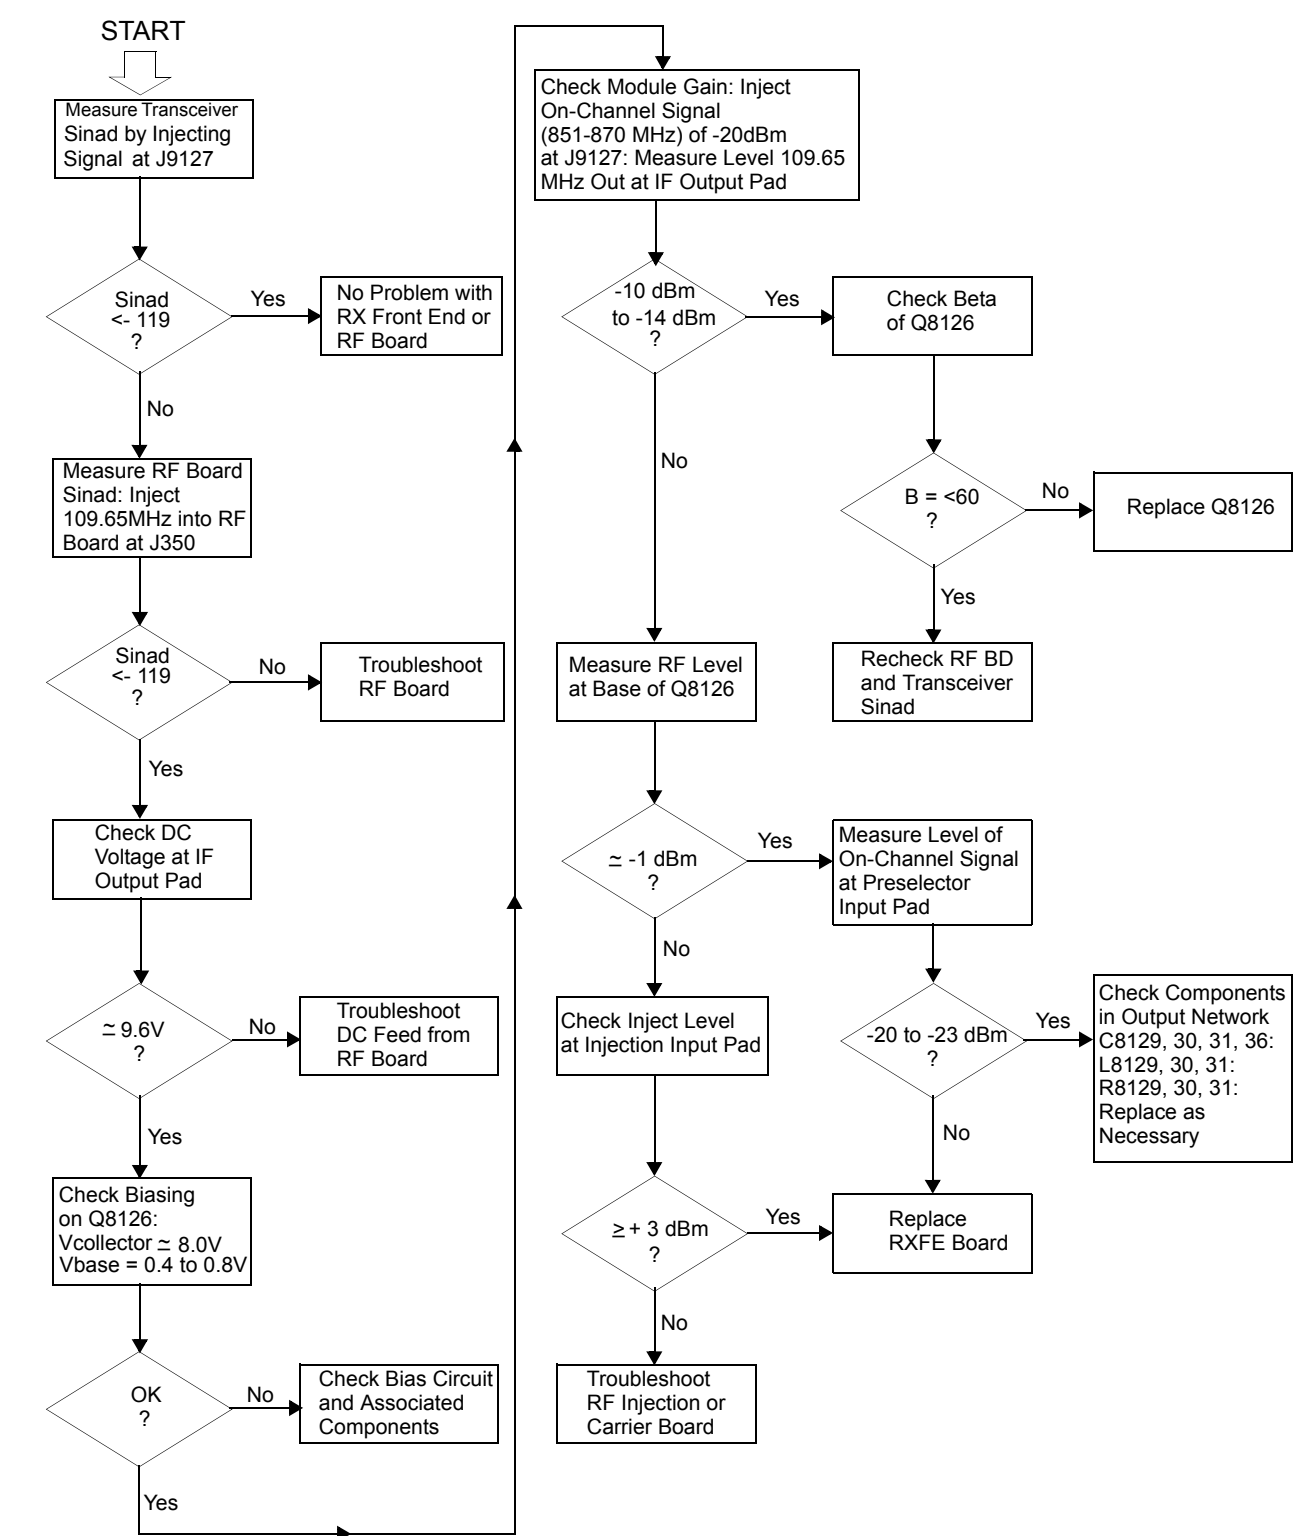 START
Measure Transceiver
Sinad by Injecting
Signal at J9127
Sinad
<- 119
?
Yes
No Problem with
RX Front End or
RF Board
No
Measure RF Board
Sinad: Inject
109.65MHz into RF
Board at J350
Sinad
<- 119
?
No
Troubleshoot
RF Board
Yes
Check DC
Voltage at IF
Output Pad
≃ 9.6V
?
No
Troubleshoot
DC Feed from
RF Board
Yes
Check Biasing
on Q8126:
Vcollector ≃ 8.0V
Vbase = 0.4 to 0.8V
OK
?
No
Check Bias Circuit
and Associated
Components
Yes
Check Module Gain: Inject
On-Channel Signal
(851-870 MHz) of -20dBm
at J9127: Measure Level 109.65
MHz Out at IF Output Pad
-10 dBm
to -14 dBm
?
Yes
Check Beta
of Q8126
No
B = <60
?
No
Replace Q8126
Yes
Recheck RF BD
and Transceiver
Sinad
Measure RF Level
at Base of Q8126
≃ -1 dBm
?
Yes
Measure Level of
On-Channel Signal
at Preselector
Input Pad
No
-20 to -23 dBm
?
Yes
Check Components
in Output Network
C8129, 30, 31, 36:
L8129, 30, 31:
R8129, 30, 31:
Replace as
Necessary
No
Check Inject Level
at Injection Input Pad
≥ + 3 dBm
?
Yes
Replace
RXFE Board
No
Troubleshoot
RF Injection or
Carrier Board